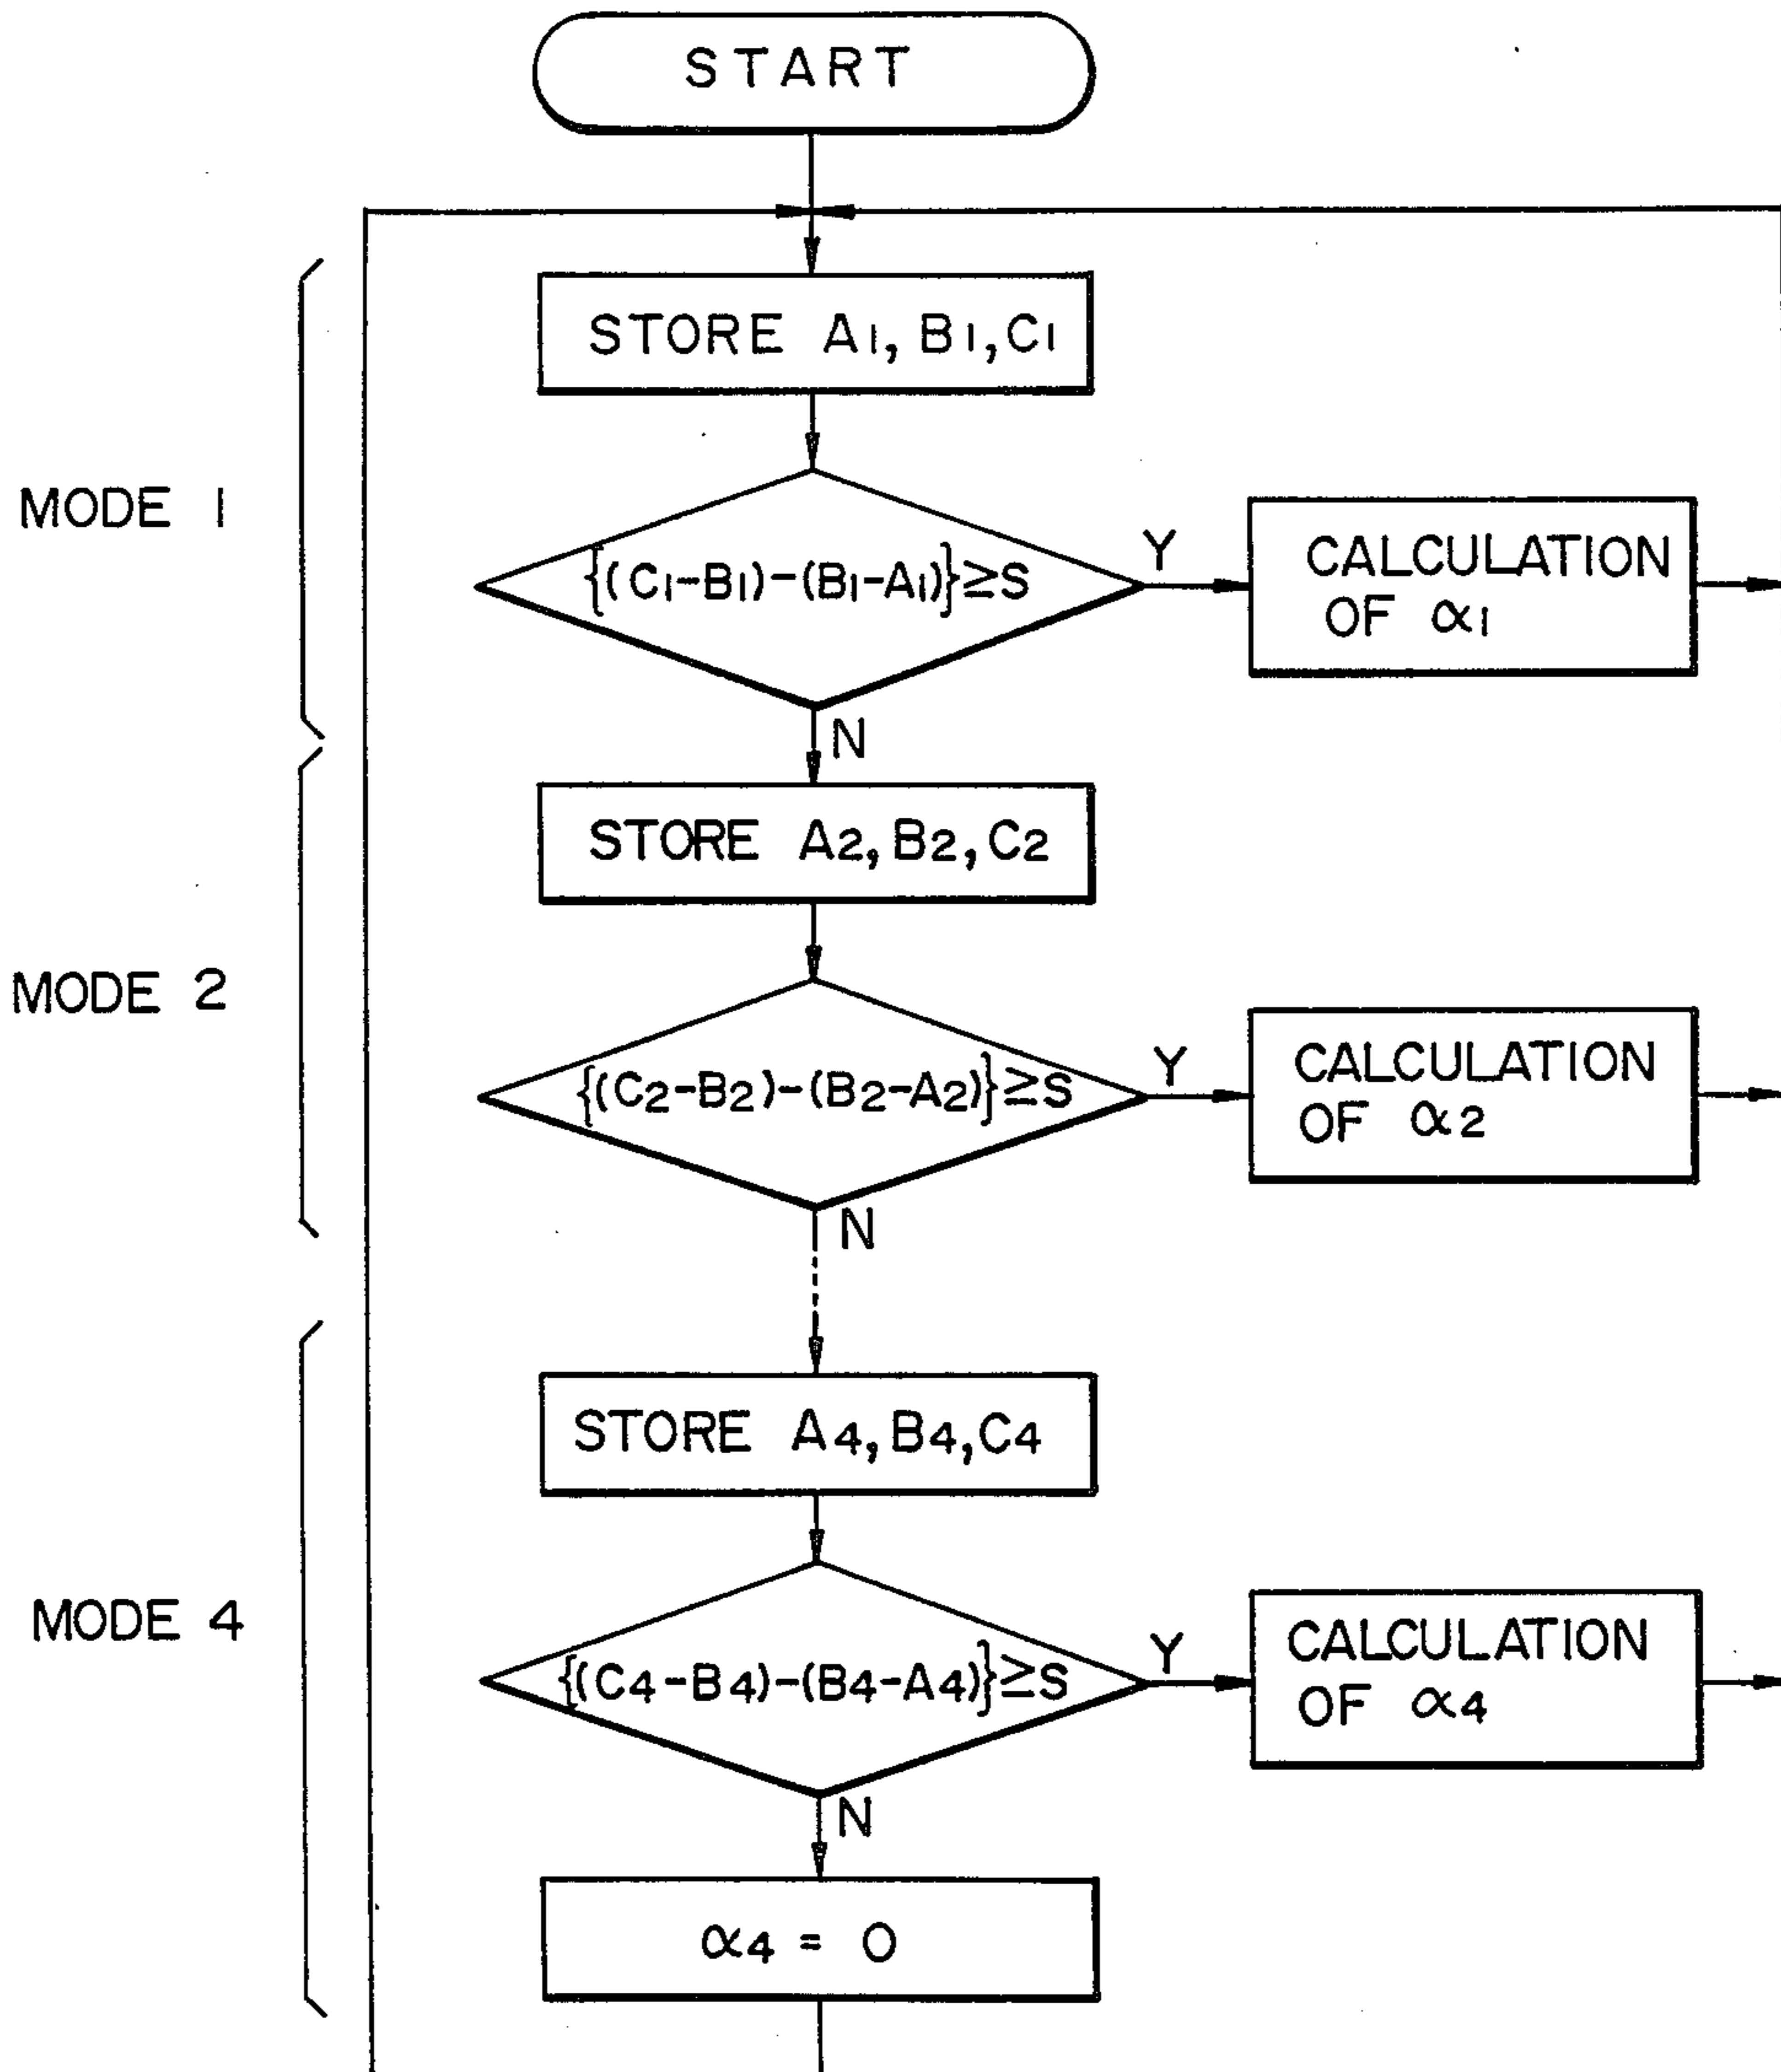 START
STORE A1, B1, C1
MODE 1
{(C1-B1)-(B1-A1)}≥S
Y
CALCULATION
OF α1
N
STORE A2, B2, C2
MODE 2
{(C2-B2)-(B2-A2)}≥S
Y
CALCULATION
OF α2
N
STORE A4, B4, C4
MODE 4
{(C4-B4)-(B4-A4)}≥S
Y
CALCULATION
OF α4
N
α4 = 0